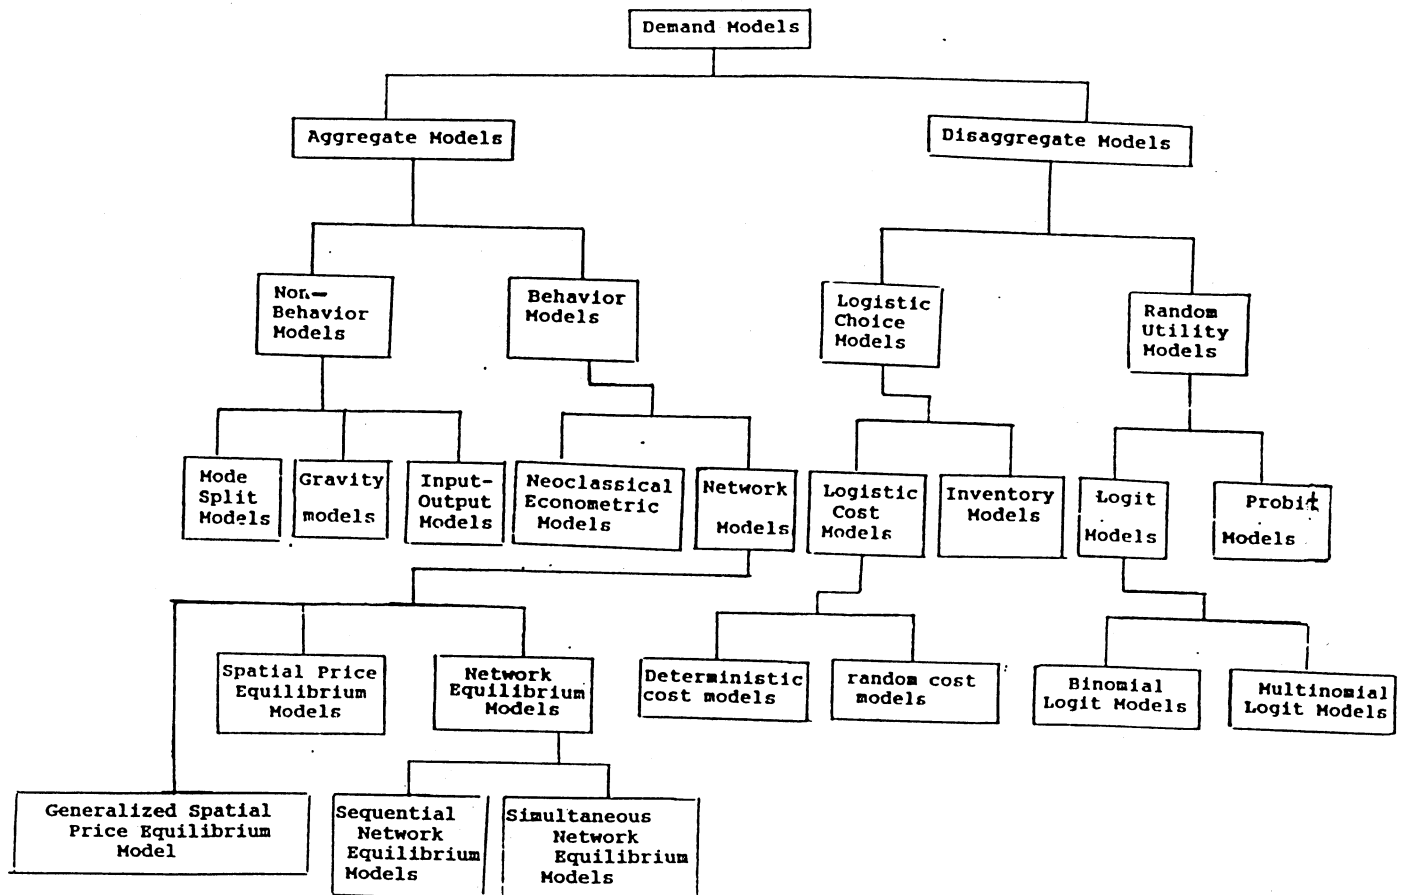 Demand Models
Aggregate Models
Disaggregate Models
Non-
Behavior
Models
Behavior
Models
Logistic
Choice
Models
Random
Utility
Models
Mode
Split
Models
Gravity
models
Input-
Output
Models
Neoclassical
Econometric
Models
Network
Models
Logistic
Cost
Models
Inventory
Models
Logit
Models
Probit
Models
Spatial Price
Equilibrium
Models
Network
Equilibrium
Models
Deterministic
cost models
random cost
models
Binomial
Logit Models
Multinomial
Logit Models
Generalized Spatial
Price Equilibrium
Model
Sequential
Network
Equilibrium
Models
Simultaneous
Network
Equilibrium
Models